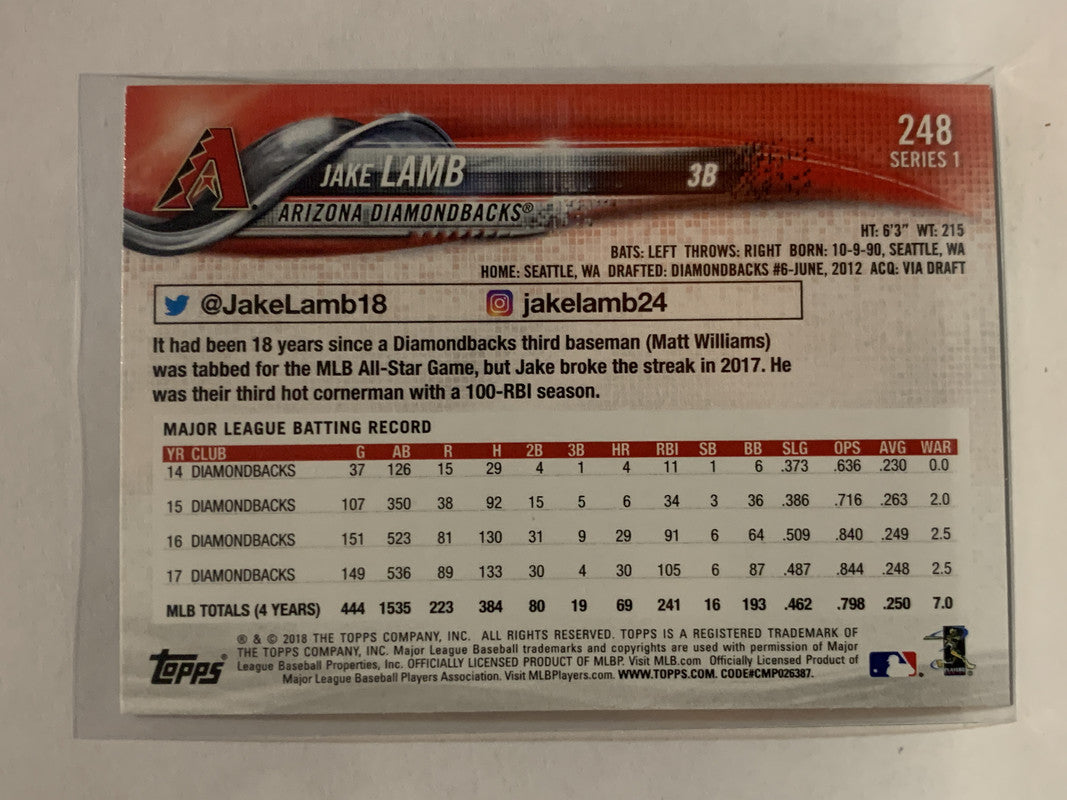 248
SERIES 1
JAKE LAMB 3B
ARIZONA DIAMONDBACKS®
HT: 6'3" WT: 215
BATS: LEFT THROWS: RIGHT BORN: 10-9-90, SEATTLE, WA
HOME: SEATTLE, WA DRAFTED: DIAMONDBACKS #6-JUNE, 2012 ACQ: VIA DRAFT
@JakeLamb18 jakelamb24
It had been 18 years since a Diamondbacks third baseman (Matt Williams)
was tabbed for the MLB All-Star Game, but Jake broke the streak in 2017. He
was their third hot cornerman with a 100-RBI season.
MAJOR LEAGUE BATTING RECORD
YR CLUB G AB R H 2B 3B HR RBI SB BB SLG OPS AVG WAR
14 DIAMONDBACKS 37 126 15 29 4 1 4 11 1 6 .373 .636 .230 0.0
15 DIAMONDBACKS 107 350 38 92 15 5 6 34 3 36 .386 .716 .263 2.0
16 DIAMONDBACKS 151 523 81 130 31 9 29 91 6 64 .509 .840 .249 2.5
17 DIAMONDBACKS 149 536 89 133 30 4 30 105 6 87 .487 .844 .248 2.5
MLB TOTALS (4 YEARS) 444 1535 223 384 80 19 69 241 16 193 .462 .798 .250 7.0
® & © 2018 THE TOPPS COMPANY, INC. ALL RIGHTS RESERVED. TOPPS IS A REGISTERED TRADEMARK OF
THE TOPPS COMPANY, INC. Major League Baseball trademarks and copyrights are used with permission of Major
League Baseball Properties, Inc. OFFICIALLY LICENSED PRODUCT OF MLBP. Visit MLB.com Officially Licensed Product of
Major League Baseball Players Association. Visit MLBPlayers.com. WWW.TOPPS.COM. CODE#CMP026387.
TOPPS®